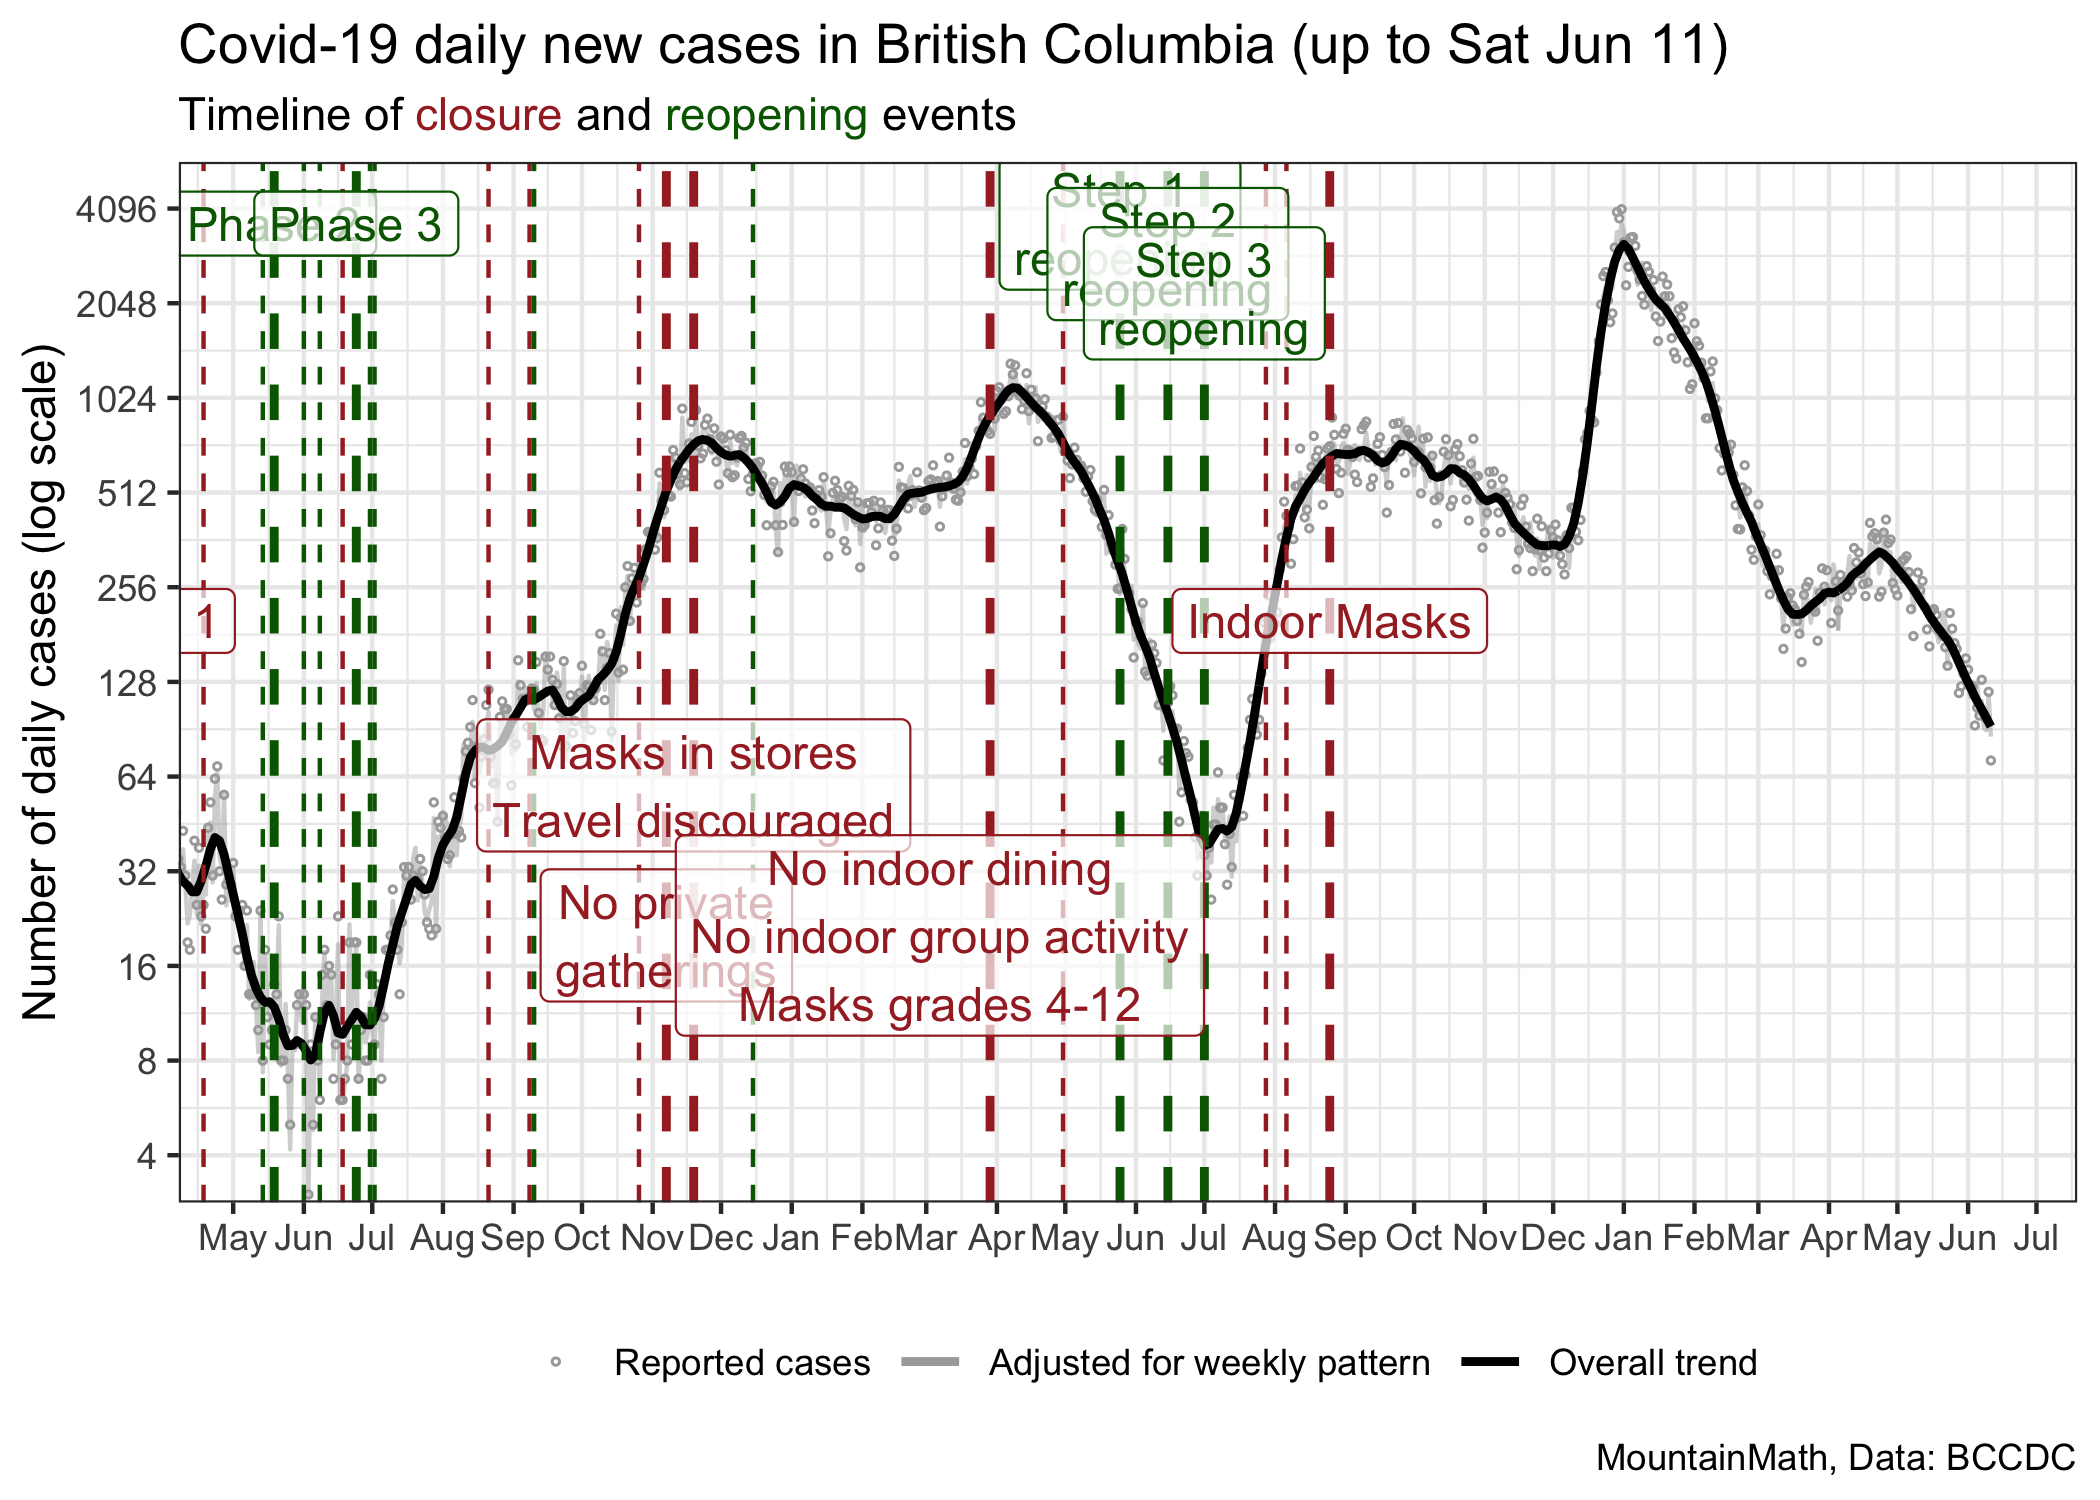 Covid-19 daily new cases in British Columbia (up to Sat Jun 11)
Timeline of closure and reopening events
Number of daily cases (log scale)
4096
2048
1024
512
256
128
64
32
16
8
4
Phase 3
Step 1
reopening
Step 2
reopening
Step 3
reopening
1
Indoor Masks
Masks in stores
Travel discouraged
No private
gatherings
No indoor dining
No indoor group activity
Masks grades 4-12
May Jun Jul Aug Sep Oct Nov Dec Jan Feb Mar Apr May Jun Jul Aug Sep Oct Nov Dec Jan Feb Mar Apr May Jun Jul
Reported cases Adjusted for weekly pattern Overall trend
MountainMath, Data: BCCDC